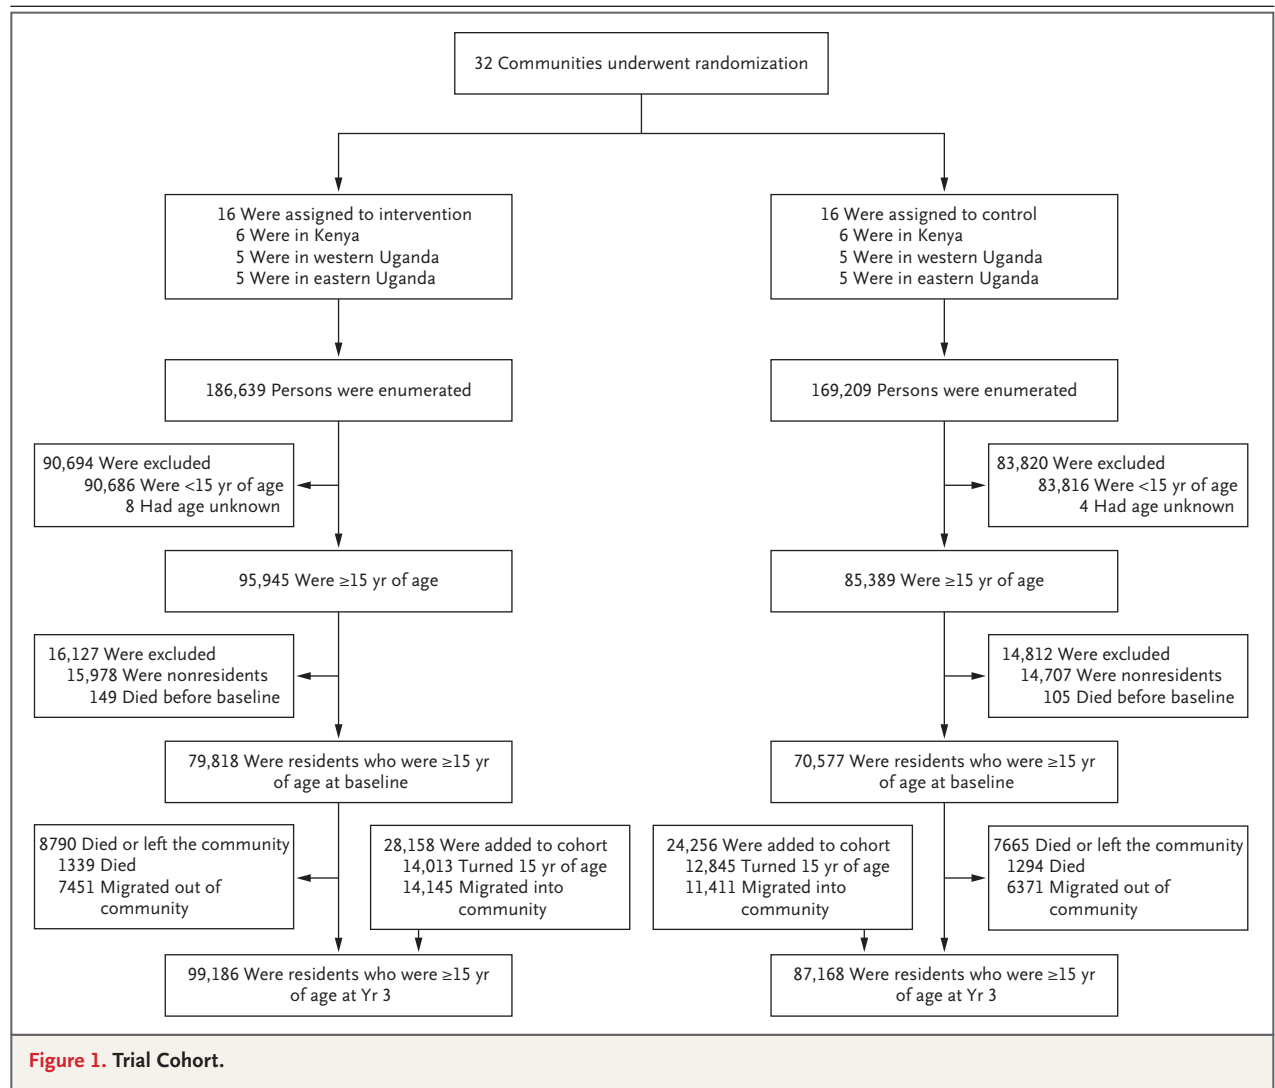 32 Communities underwent randomization
16 Were assigned to intervention
6 Were in Kenya
5 Were in western Uganda
5 Were in eastern Uganda
16 Were assigned to control
6 Were in Kenya
5 Were in western Uganda
5 Were in eastern Uganda
186,639 Persons were enumerated
169,209 Persons were enumerated
90,694 Were excluded
90,686 Were <15 yr of age
8 Had age unknown
83,820 Were excluded
83,816 Were <15 yr of age
4 Had age unknown
95,945 Were ≥15 yr of age
85,389 Were ≥15 yr of age
16,127 Were excluded
15,978 Were nonresidents
149 Died before baseline
14,812 Were excluded
14,707 Were nonresidents
105 Died before baseline
79,818 Were residents who were ≥15 yr
of age at baseline
70,577 Were residents who were ≥15 yr
of age at baseline
8790 Died or left the community
1339 Died
7451 Migrated out of
community
28,158 Were added to cohort
14,013 Turned 15 yr of age
14,145 Migrated into
community
24,256 Were added to cohort
12,845 Turned 15 yr of age
11,411 Migrated into
community
7665 Died or left the community
1294 Died
6371 Migrated out of
community
99,186 Were residents who were ≥15 yr
of age at Yr 3
87,168 Were residents who were ≥15 yr
of age at Yr 3
Figure 1. Trial Cohort.